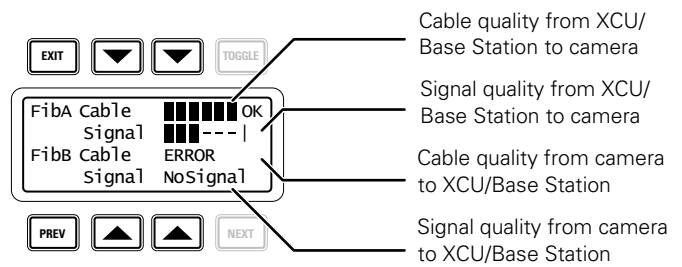 EXIT
TOGGLE
FibA Cable OK
Signal ---|
FibB Cable ERROR
Signal NoSignal
PREV
NEXT
Cable quality from XCU/
Base Station to camera
Signal quality from XCU/
Base Station to camera
Cable quality from camera
to XCU/Base Station
Signal quality from camera
to XCU/Base Station